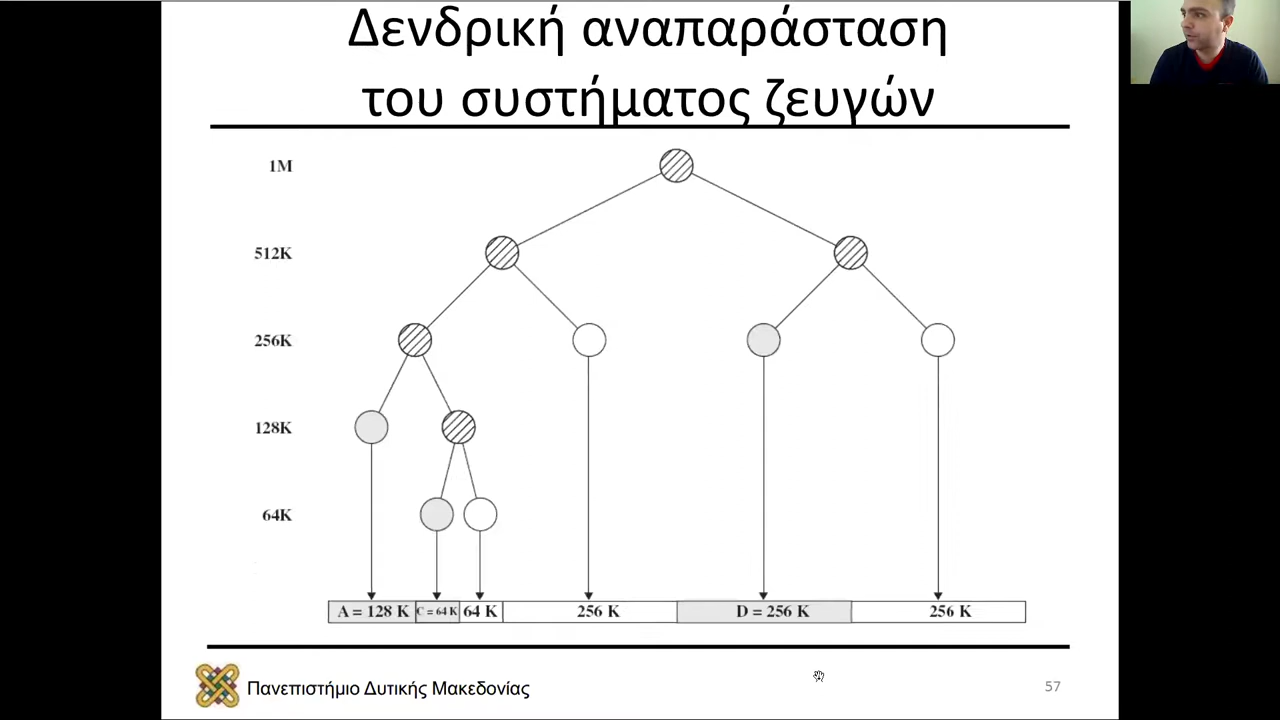 Δενδρική αναπαράσταση
του συστήματος ζευγών
1M
512K
256K
128K
64K
A = 128 K
C = 64 K
64 K
256 K
D = 256 K
256 K
Πανεπιστήμιο Δυτικής Μακεδονίας
57